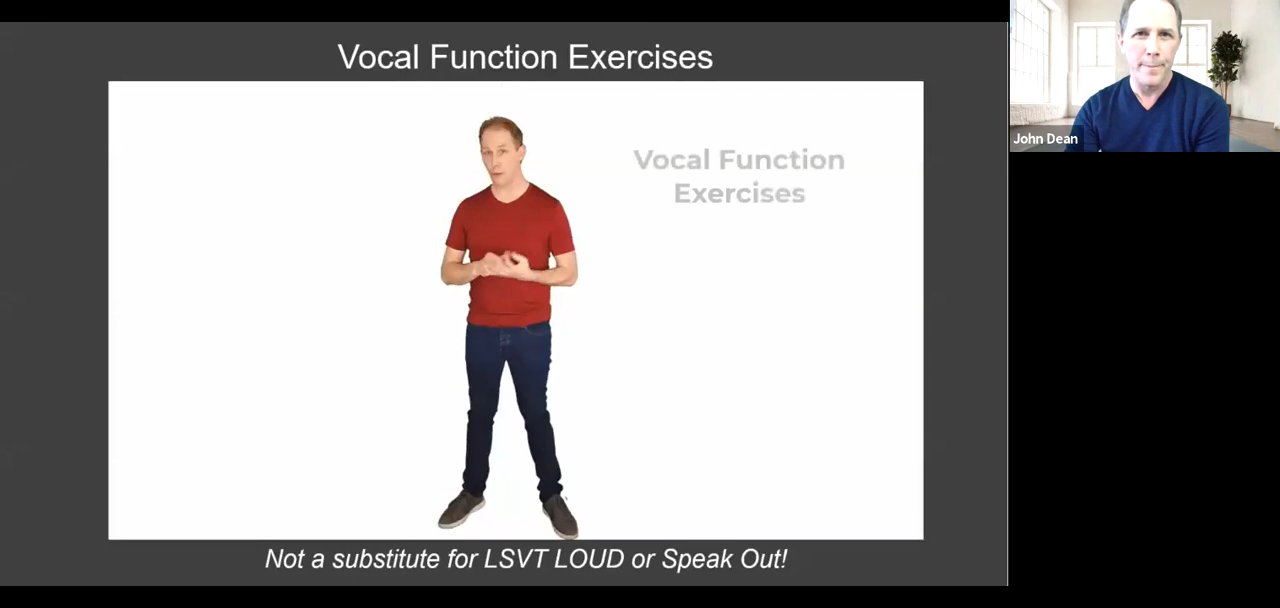 Vocal Function Exercises
Vocal Function
Exercises
Not a substitute for LSVT LOUD or Speak Out!
John Dean